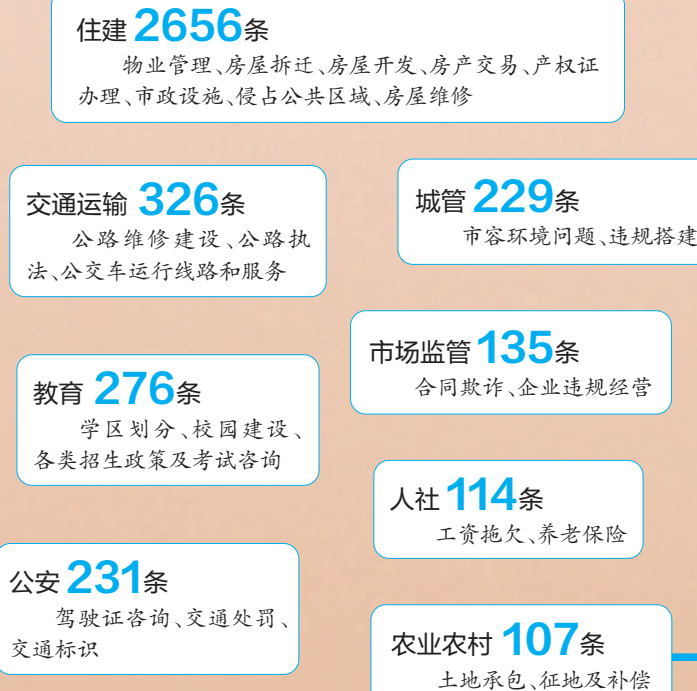 住建 2656条
物业管理、房屋拆迁、房屋开发、房产交易、产权证
办理、市政设施、侵占公共区域、房屋维修
交通运输 326条
公路维修建设、公路执
法、公交车运行线路和服务
城管 229条
市容环境问题、违规搭建
教育 276条
学区划分、校园建设、
各类招生政策及考试咨询
市场监管 135条
合同欺诈、企业违规经营
人社 114条
工资拖欠、养老保险
公安 231条
驾驶证咨询、交通处罚、
交通标识
农业农村 107条
土地承包、征地及补偿